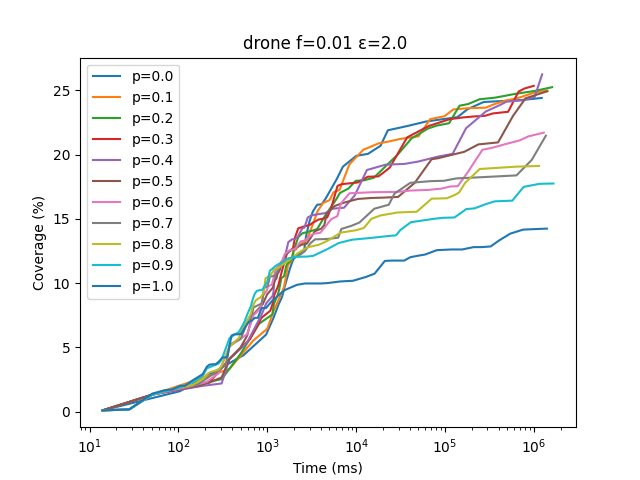 drone f=0.01 ε=2.0
Coverage (%)
25
20
15
10
5
0
p=0.0
p=0.1
p=0.2
p=0.3
p=0.4
p=0.5
p=0.6
p=0.7
p=0.8
p=0.9
p=1.0
10¹ 10² 10³ 10⁴ 10⁵ 10⁶
Time (ms)